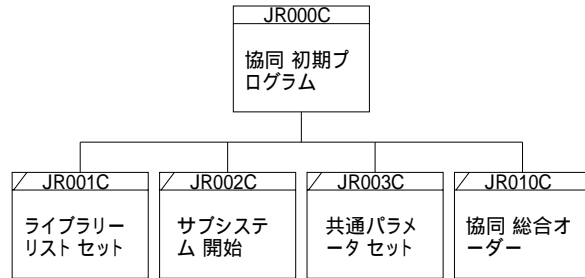 JR000C
協同 初期プ
ログラム
JR001C
ライブラリー
リスト セット
JR002C
サブシステ
ム 開始
JR003C
共通パラメ
ータ セット
JR010C
協同 総合オ
ーダー